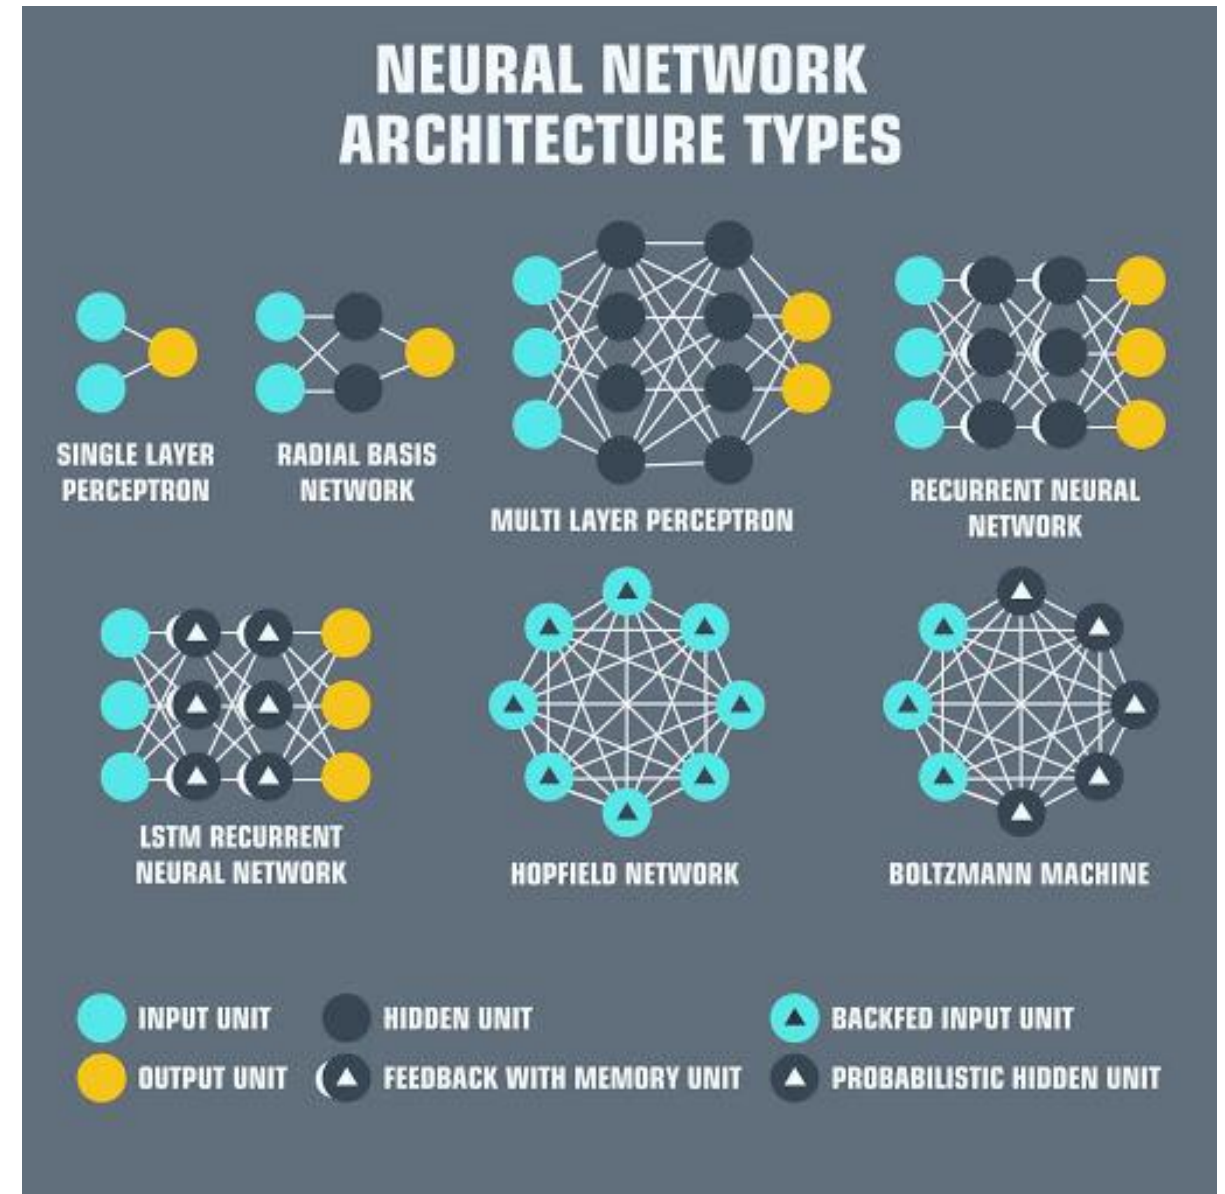 NEURAL NETWORK
ARCHITECTURE TYPES
SINGLE LAYER
PERCEPTRON
RADIAL BASIS
NETWORK
MULTI LAYER PERCEPTRON
RECURRENT NEURAL
NETWORK
LSTM RECURRENT
NEURAL NETWORK
HOPFIELD NETWORK
BOLTZMANN MACHINE
INPUT UNIT
HIDDEN UNIT
BACKFED INPUT UNIT
OUTPUT UNIT
FEEDBACK WITH MEMORY UNIT
PROBABILISTIC HIDDEN UNIT